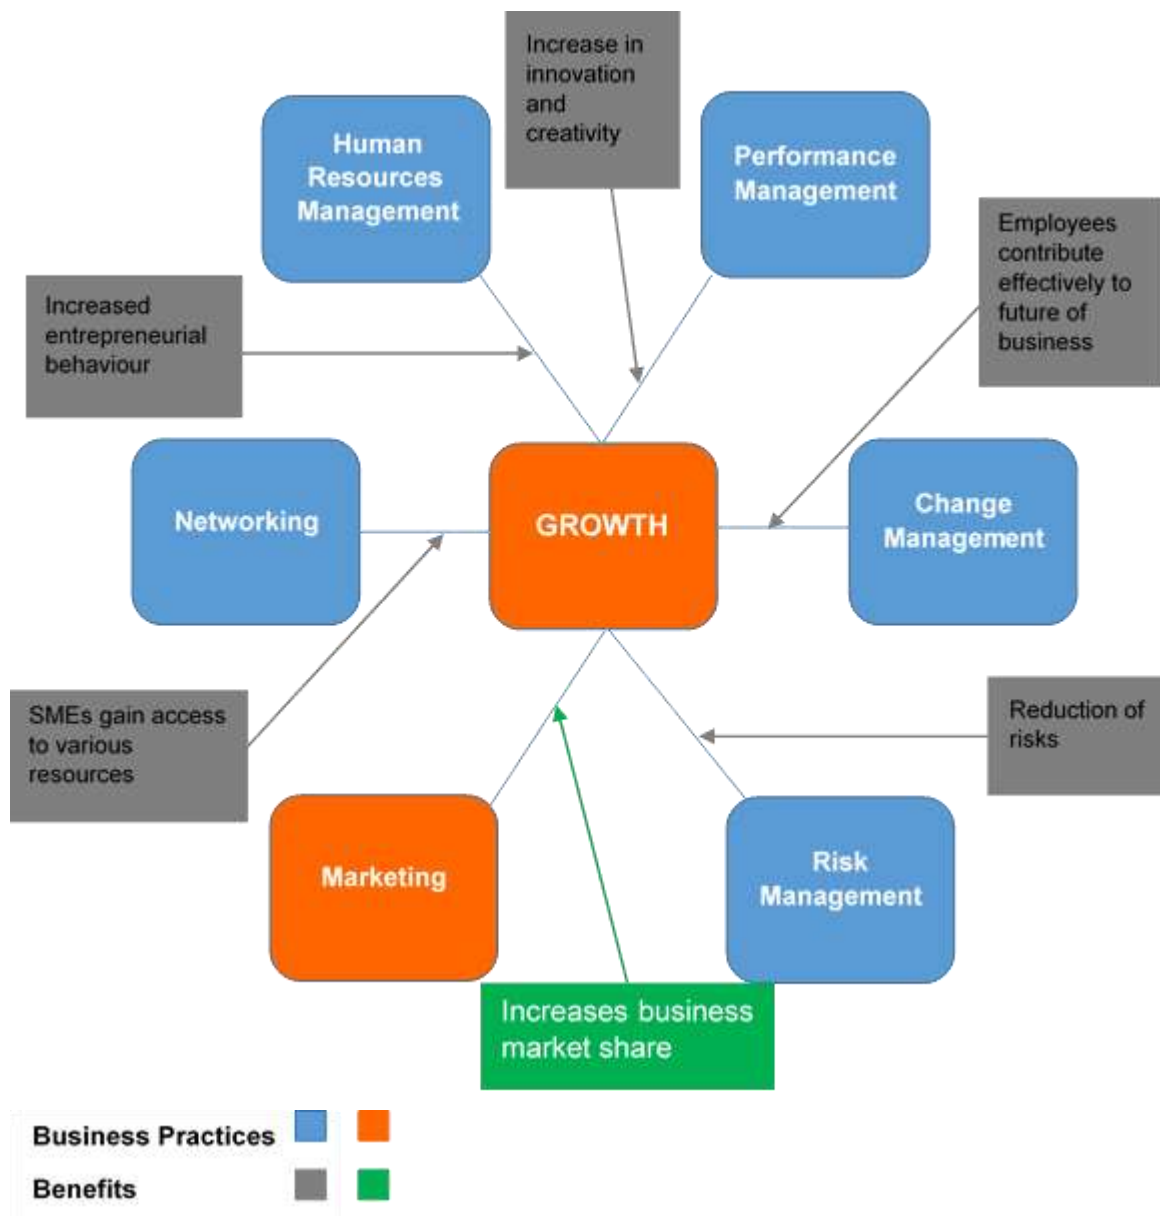 Increase in
innovation
and
creativity
Human
Resources
Management
Performance
Management
Employees
contribute
effectively to
future of
business
Increased
entrepreneurial
behaviour
Networking
GROWTH
Change
Management
SMEs gain access
to various
resources
Reduction of
risks
Marketing
Risk
Management
Increases business
market share
Business Practices
Benefits